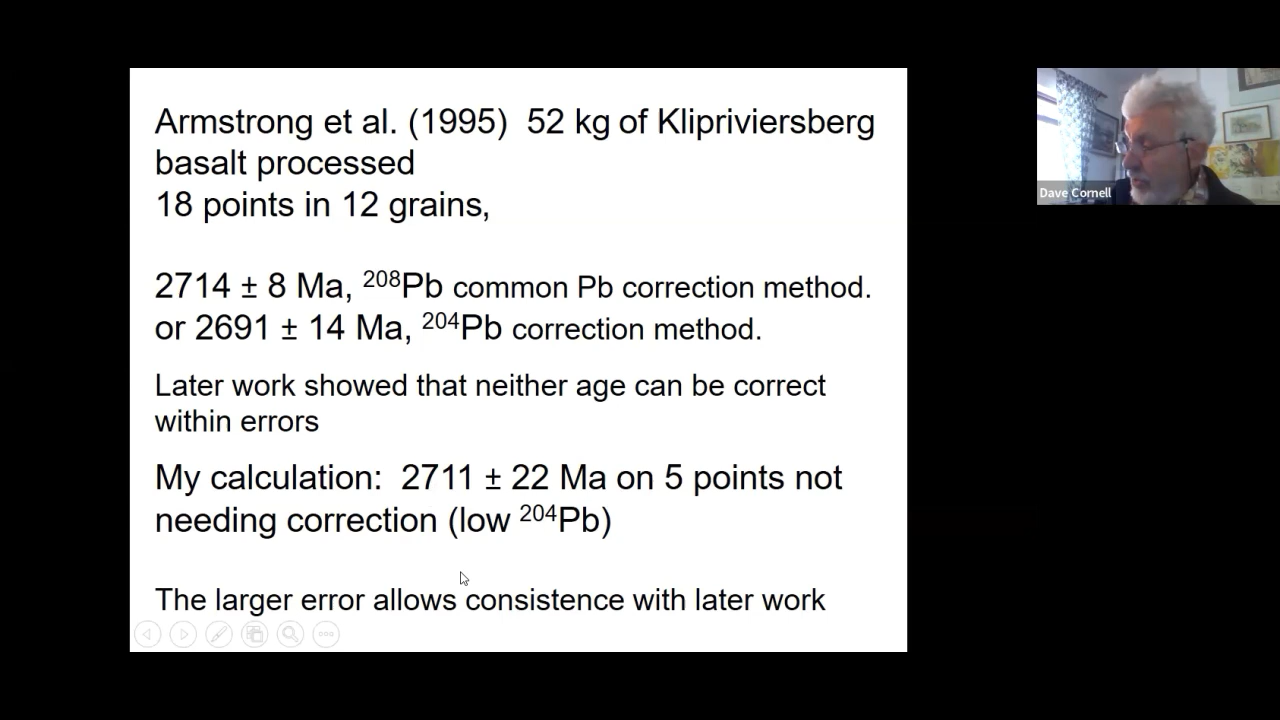 Armstrong et al. (1995) 52 kg of Klipriviersberg
basalt processed
18 points in 12 grains,
2714 ± 8 Ma, ²⁰⁸Pb common Pb correction method.
or 2691 ± 14 Ma, ²⁰⁴Pb correction method.
Later work showed that neither age can be correct
within errors
My calculation: 2711 ± 22 Ma on 5 points not
needing correction (low ²⁰⁴Pb)
The larger error allows consistence with later work
Dave Cornell